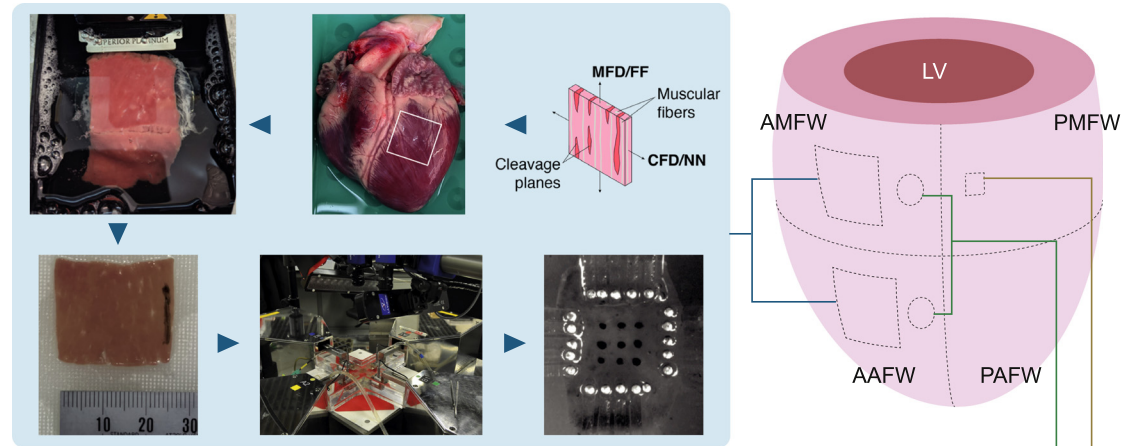 SUPERIOR PLATINUM
MFD/FF
Muscular
fibers
Cleavage
planes
CFD/NN
LV
AMFW
PMFW
AAFW
PAFW
10 20 30